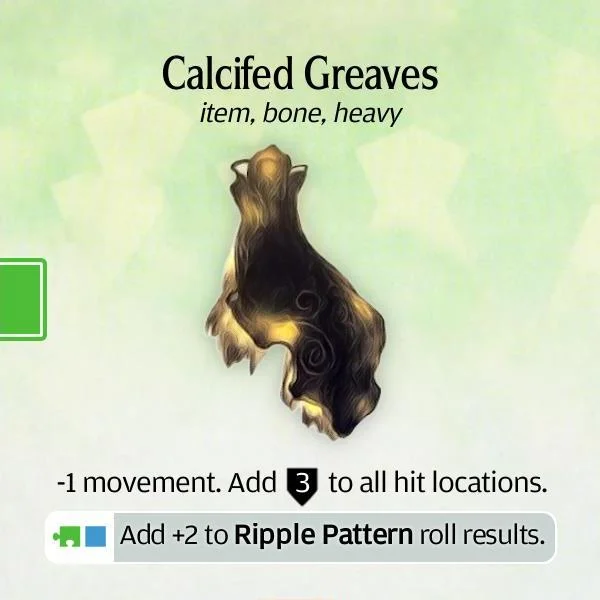 Calcifed Greaves
item, bone, heavy
-1 movement. Add 3 to all hit locations.
Add +2 to Ripple Pattern roll results.